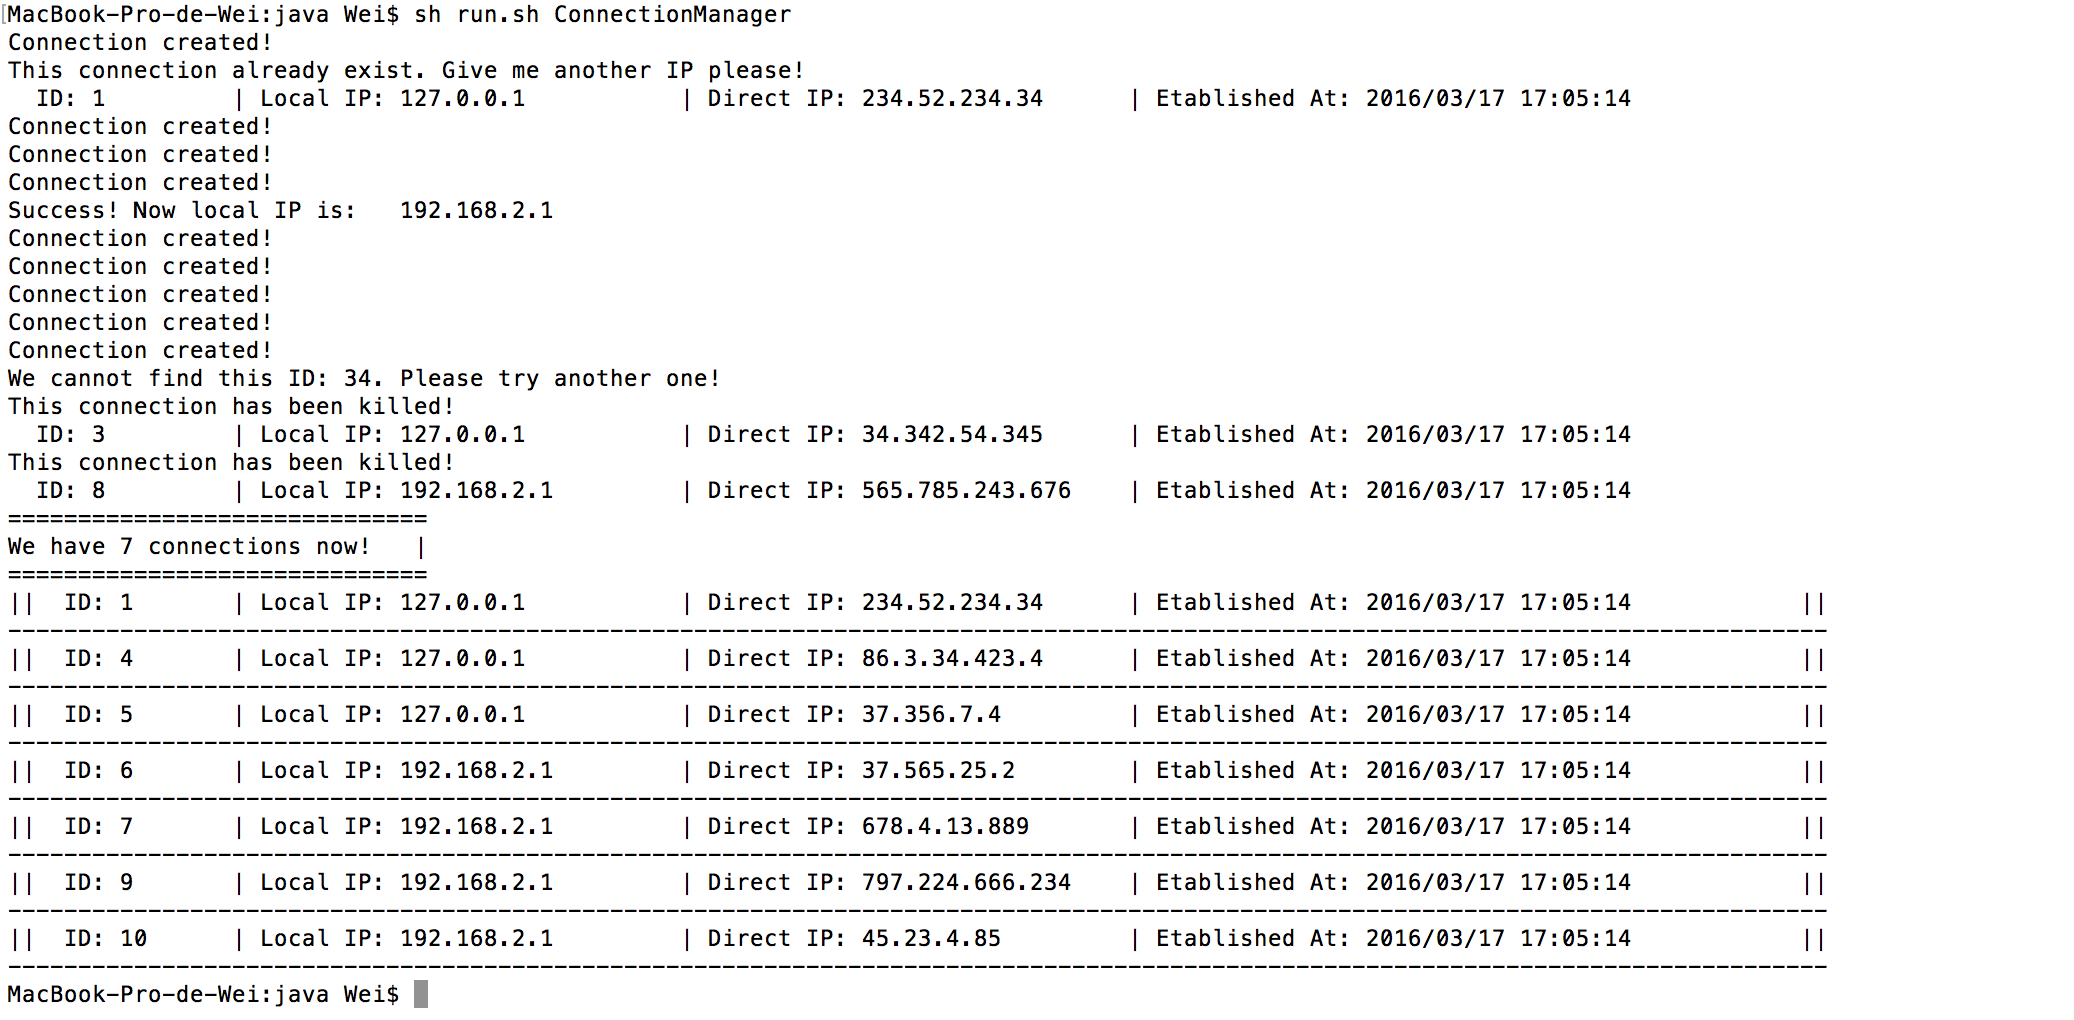 [MacBook-Pro-de-Wei:java Wei$ sh run.sh ConnectionManager
Connection created!
This connection already exist. Give me another IP please!
  ID: 1         | Local IP: 127.0.0.1           | Direct IP: 234.52.234.34      | Etablished At: 2016/03/17 17:05:14
Connection created!
Connection created!
Connection created!
Success! Now local IP is:   192.168.2.1
Connection created!
Connection created!
Connection created!
Connection created!
Connection created!
We cannot find this ID: 34. Please try another one!
This connection has been killed!
  ID: 3         | Local IP: 127.0.0.1           | Direct IP: 34.342.54.345      | Etablished At: 2016/03/17 17:05:14
This connection has been killed!
  ID: 8         | Local IP: 192.168.2.1         | Direct IP: 565.785.243.676    | Etablished At: 2016/03/17 17:05:14
==============================
We have 7 connections now!   |
==============================
||  ID: 1       | Local IP: 127.0.0.1           | Direct IP: 234.52.234.34      | Etablished At: 2016/03/17 17:05:14            ||
----------------------------------------------------------------------------------------------------------------------------------
||  ID: 4       | Local IP: 127.0.0.1           | Direct IP: 86.3.34.423.4      | Etablished At: 2016/03/17 17:05:14            ||
----------------------------------------------------------------------------------------------------------------------------------
||  ID: 5       | Local IP: 127.0.0.1           | Direct IP: 37.356.7.4         | Etablished At: 2016/03/17 17:05:14            ||
----------------------------------------------------------------------------------------------------------------------------------
||  ID: 6       | Local IP: 192.168.2.1         | Direct IP: 37.565.25.2        | Etablished At: 2016/03/17 17:05:14            ||
----------------------------------------------------------------------------------------------------------------------------------
||  ID: 7       | Local IP: 192.168.2.1         | Direct IP: 678.4.13.889       | Etablished At: 2016/03/17 17:05:14            ||
----------------------------------------------------------------------------------------------------------------------------------
||  ID: 9       | Local IP: 192.168.2.1         | Direct IP: 797.224.666.234    | Etablished At: 2016/03/17 17:05:14            ||
----------------------------------------------------------------------------------------------------------------------------------
||  ID: 10      | Local IP: 192.168.2.1         | Direct IP: 45.23.4.85         | Etablished At: 2016/03/17 17:05:14            ||
----------------------------------------------------------------------------------------------------------------------------------
MacBook-Pro-de-Wei:java Wei$